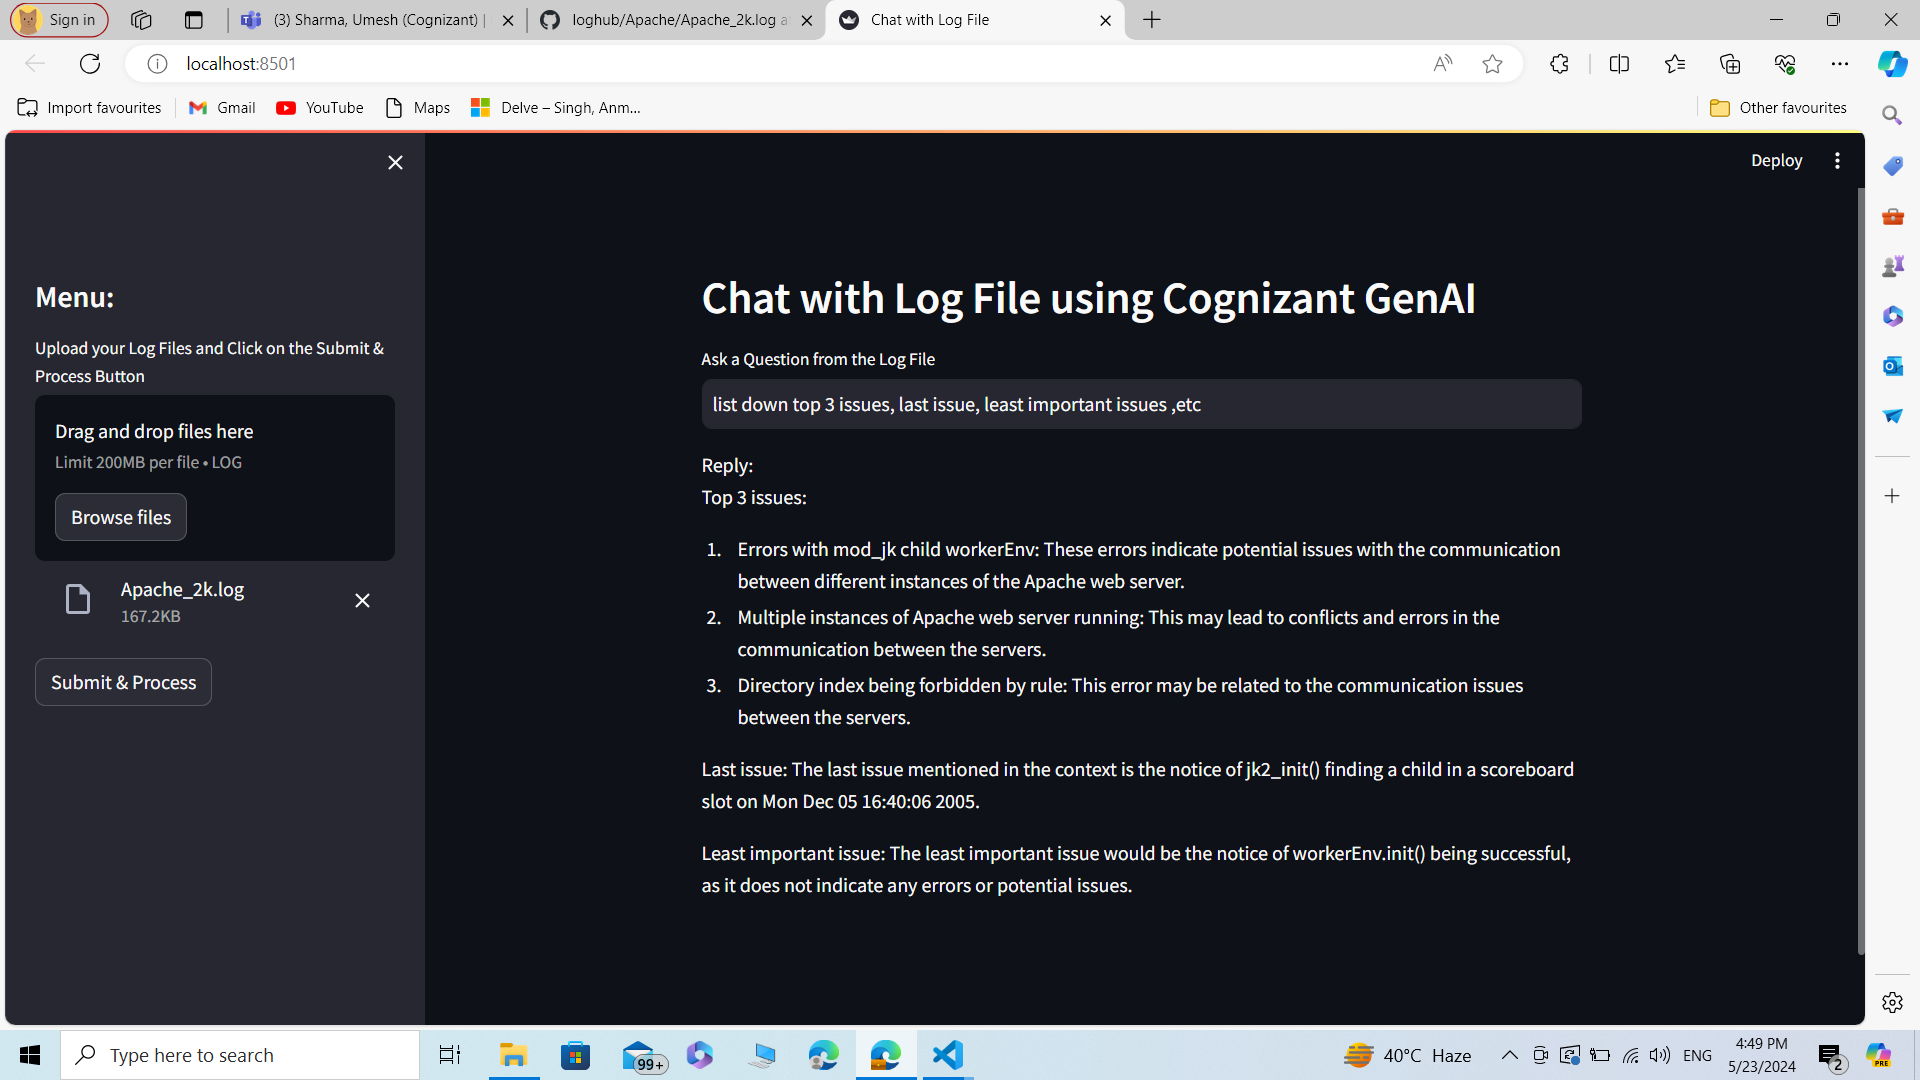 Sign in
(3) Sharma, Umesh (Cognizant) |
loghub/Apache/Apache_2k.log a
Chat with Log File
localhost:8501
Import favourites
Gmail
YouTube
Maps
Delve – Singh, Anm...
Other favourites
Deploy
Menu:
Upload your Log Files and Click on the Submit &
Process Button
Drag and drop files here
Limit 200MB per file • LOG
Browse files
Apache_2k.log
167.2KB
Submit & Process
Chat with Log File using Cognizant GenAI
Ask a Question from the Log File
list down top 3 issues, last issue, least important issues ,etc
Reply:
Top 3 issues:
1. Errors with mod_jk child workerEnv: These errors indicate potential issues with the communication
between different instances of the Apache web server.
2. Multiple instances of Apache web server running: This may lead to conflicts and errors in the
communication between the servers.
3. Directory index being forbidden by rule: This error may be related to the communication issues
between the servers.
Last issue: The last issue mentioned in the context is the notice of jk2_init() finding a child in a scoreboard
slot on Mon Dec 05 16:40:06 2005.
Least important issue: The least important issue would be the notice of workerEnv.init() being successful,
as it does not indicate any errors or potential issues.
Type here to search
99+
40°C Haze
ENG
4:49 PM
5/23/2024
2
PRE